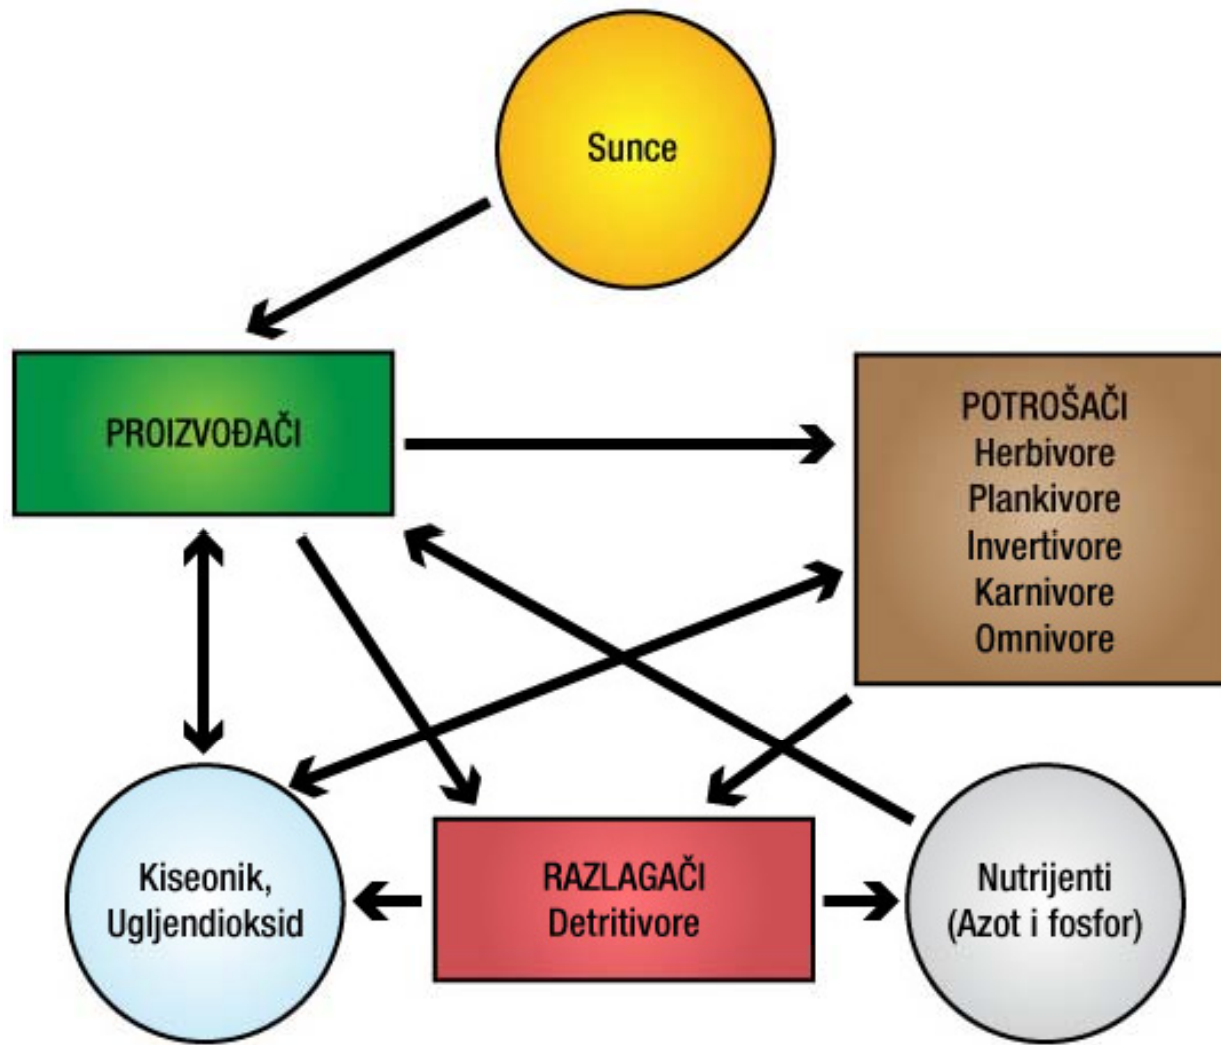 Sunce
PROIZVOĐAČI
POTROŠAČI
Herbivore
Plankivore
Invertivore
Karnivore
Omnivore
Kiseonik,
Ugljendioksid
RAZLAGAČI
Detritivore
Nutrijenti
(Azot i fosfor)